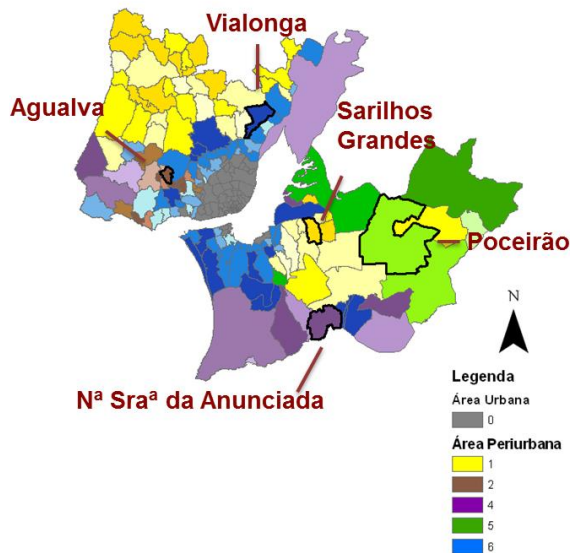 Vialonga
Agualva
Sarilhos
Grandes
Poceirão
Nª Sraª da Anunciada
N
Legenda
Área Urbana
0
Área Periurbana
1
2
4
5
6